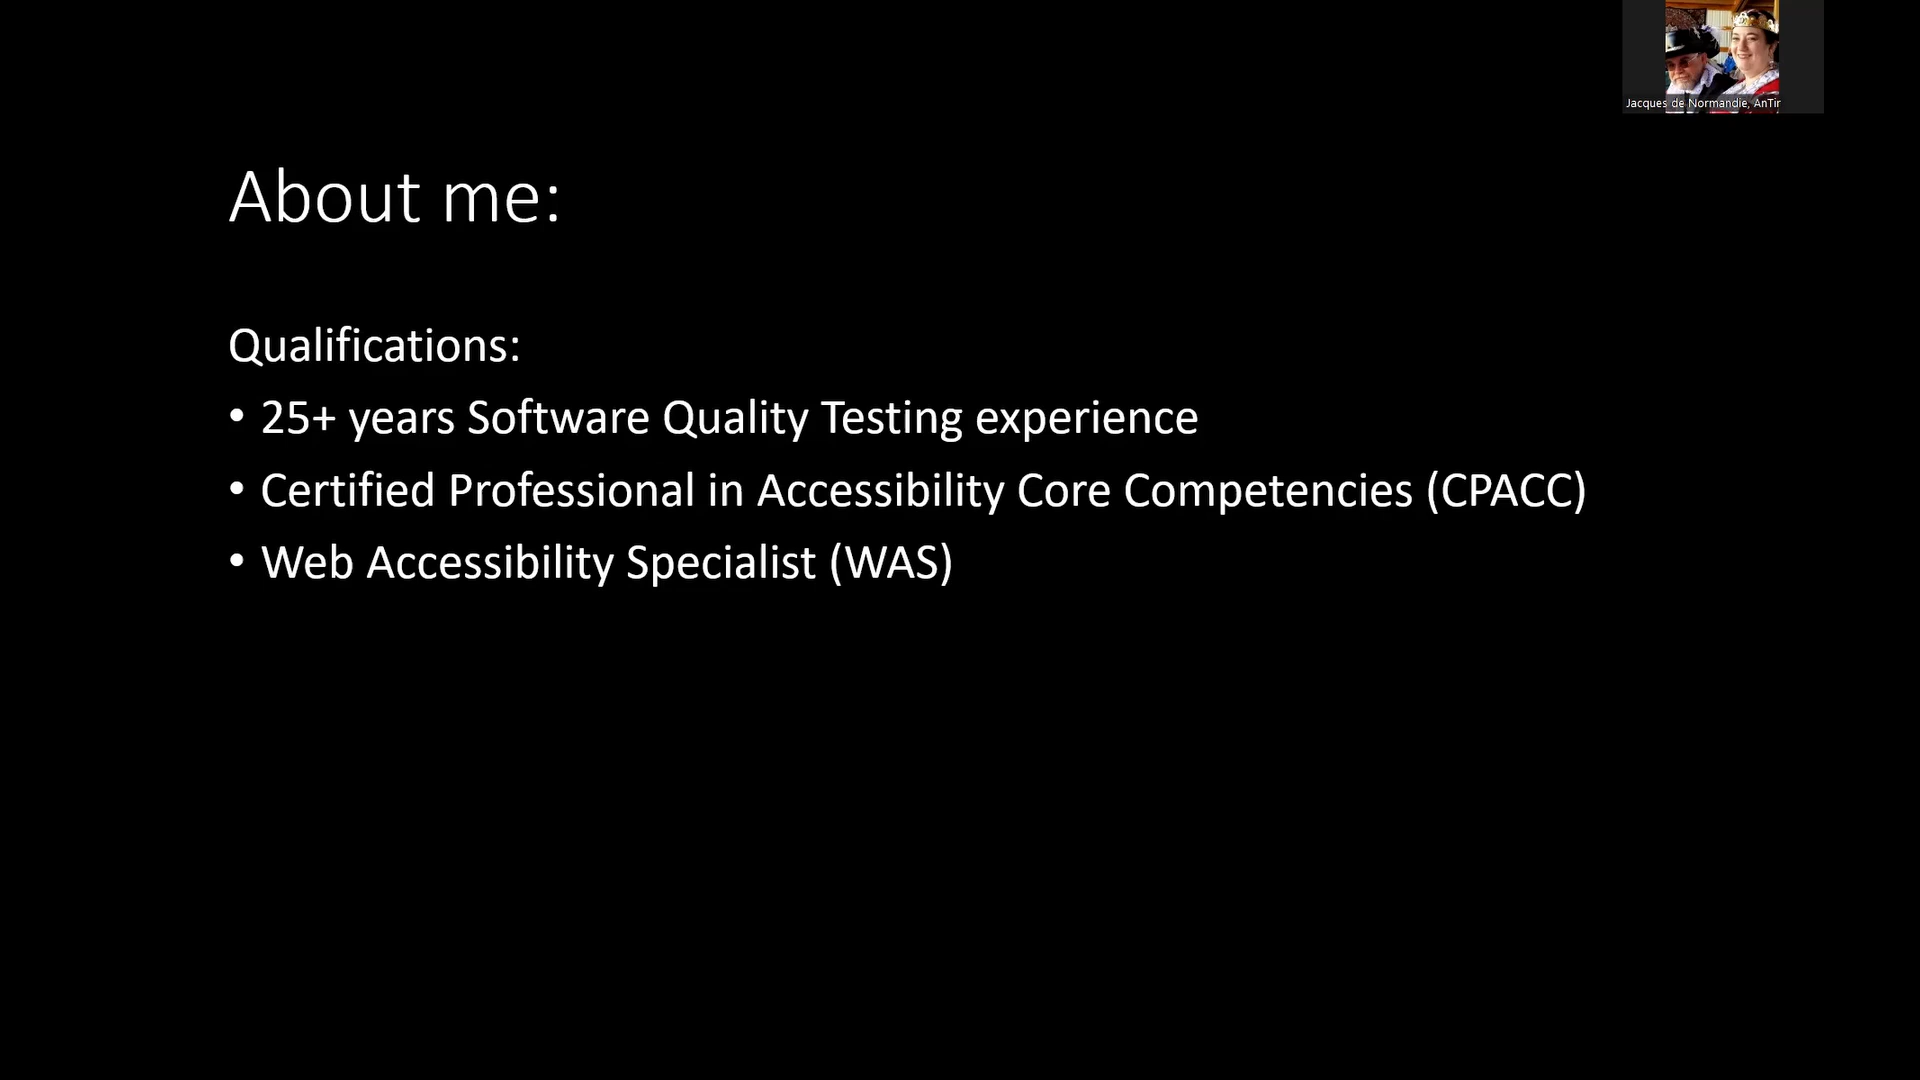 Jacques de Normandie, AnTir
About me:
Qualifications:
• 25+ years Software Quality Testing experience
• Certified Professional in Accessibility Core Competencies (CPACC)
• Web Accessibility Specialist (WAS)